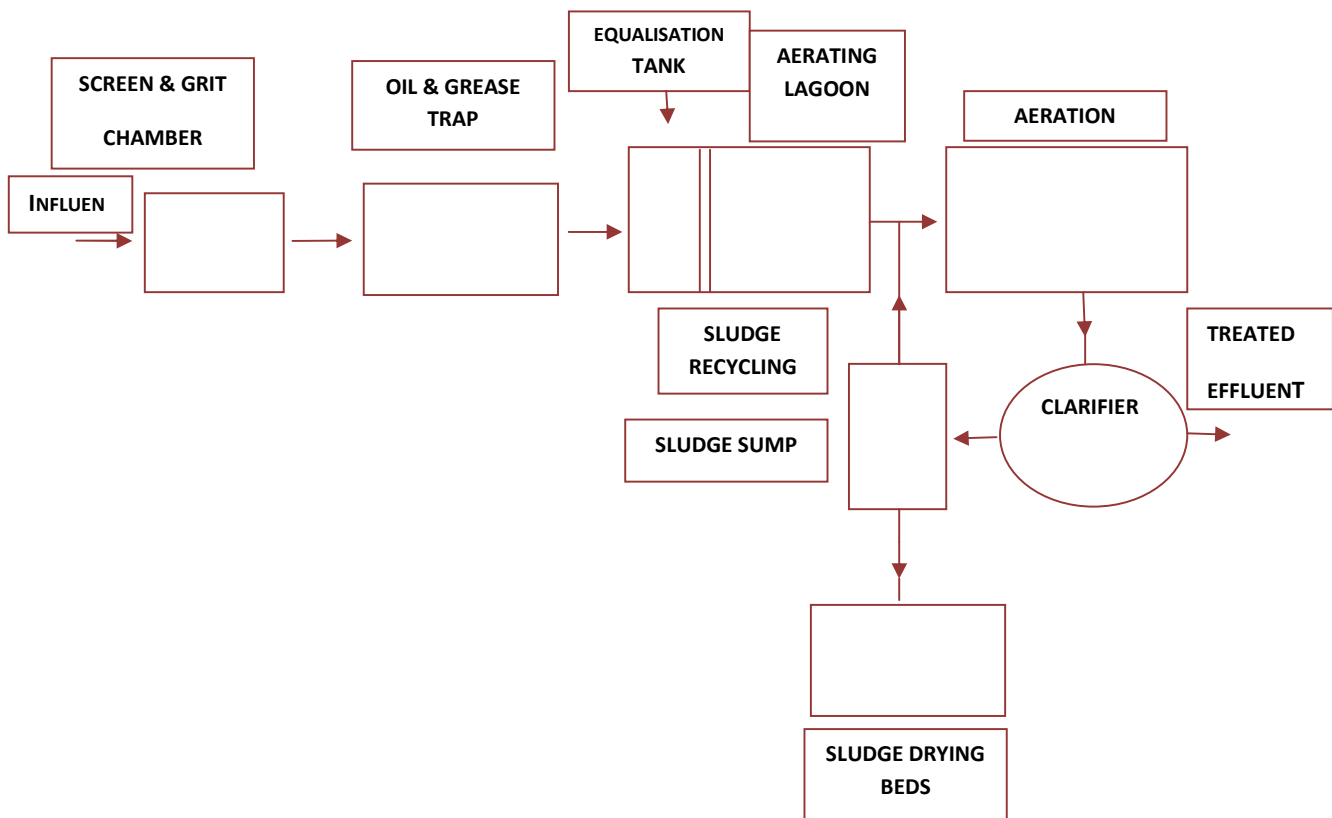 EQUALISATION
TANK
AERATING
LAGOON
SCREEN & GRIT
CHAMBER
OIL & GREASE
TRAP
AERATION
INFLUEN
SLUDGE
RECYCLING
TREATED
EFFLUENT
CLARIFIER
SLUDGE SUMP
SLUDGE DRYING
BEDS